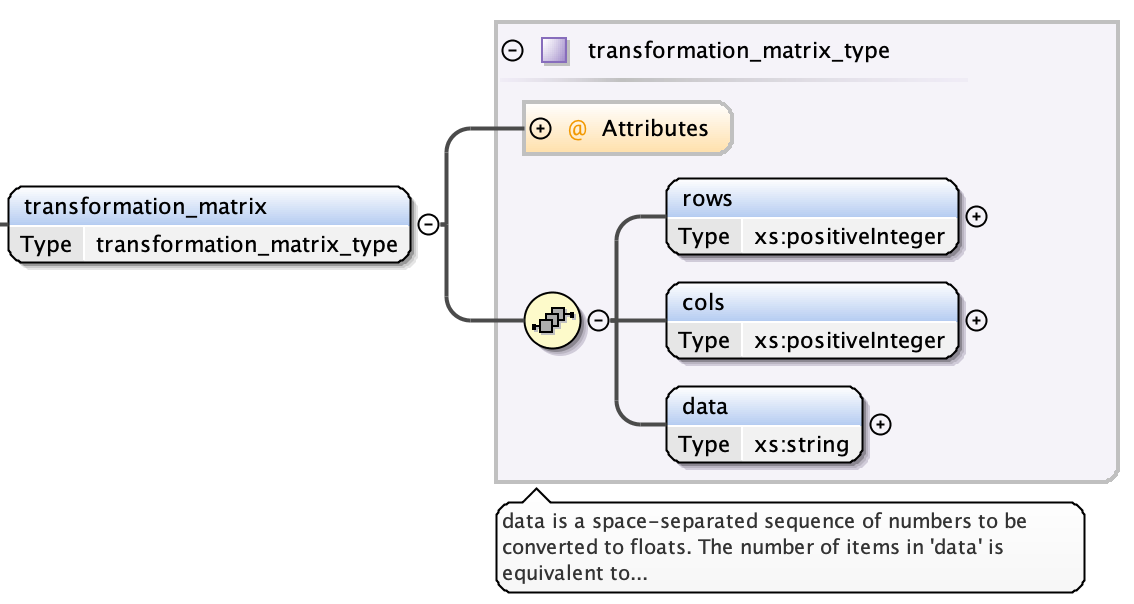 transformation_matrix_type
@ Attributes
transformation_matrix
Type transformation_matrix_type
rows
Type xs:positiveInteger
cols
Type xs:positiveInteger
data
Type xs:string
data is a space-separated sequence of numbers to be
converted to floats. The number of items in 'data' is
equivalent to...